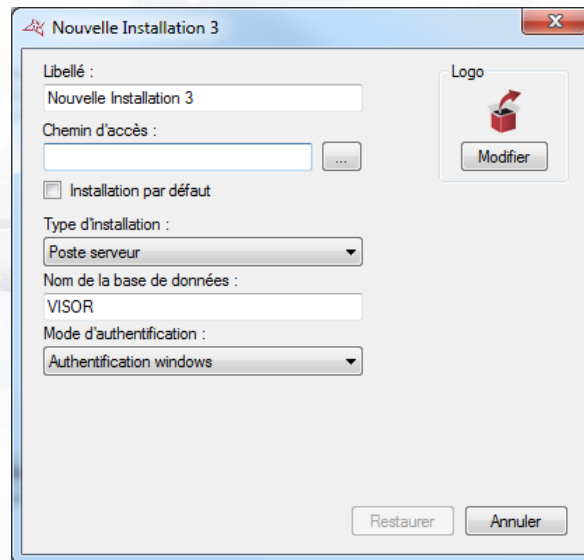 Nouvelle Installation 3
Libellé :
Logo
Nouvelle Installation 3
Chemin d'accès :
...
Modifier
Installation par défaut
Type d'installation :
Poste serveur
Nom de la base de données :
VISOR
Mode d'authentification :
Authentification windows
Restaurer
Annuler